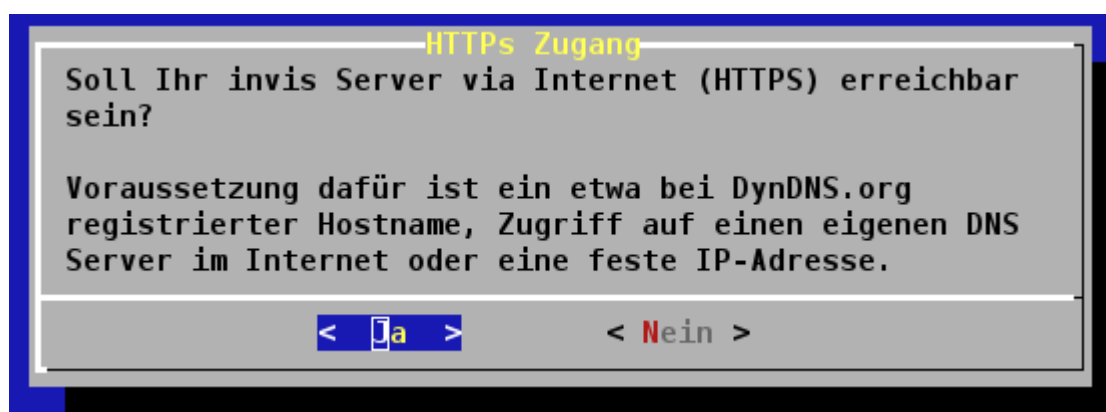 HTTPs Zugang
Soll Ihr invis Server via Internet (HTTPS) erreichbar
sein?
Voraussetzung dafür ist ein etwa bei DynDNS.org
registrierter Hostname, Zugriff auf einen eigenen DNS
Server im Internet oder eine feste IP-Adresse.
< Ja > < Nein >